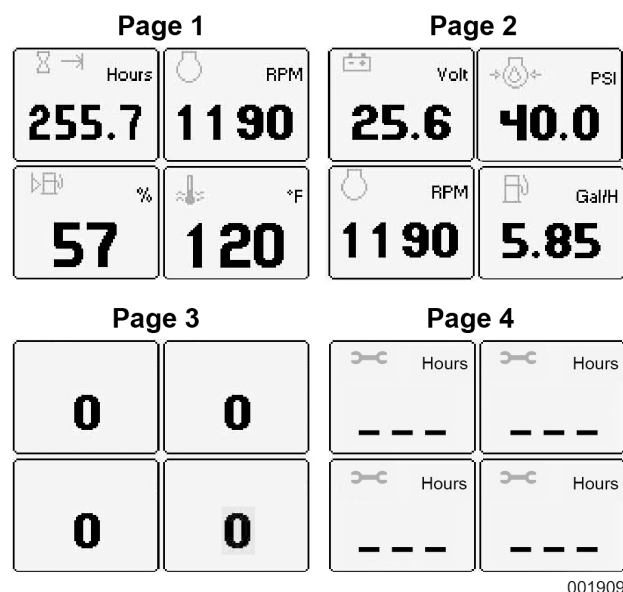 Page 1
Page 2
Hours
RPM
255.7
1190
Volt
PSI
25.6
40.0
%
°F
57
120
RPM
Gal/H
1190
5.85
Page 3
Page 4
0
0
Hours
Hours
_ _ _
_ _ _
0
0
Hours
Hours
_ _ _
_ _ _
001909